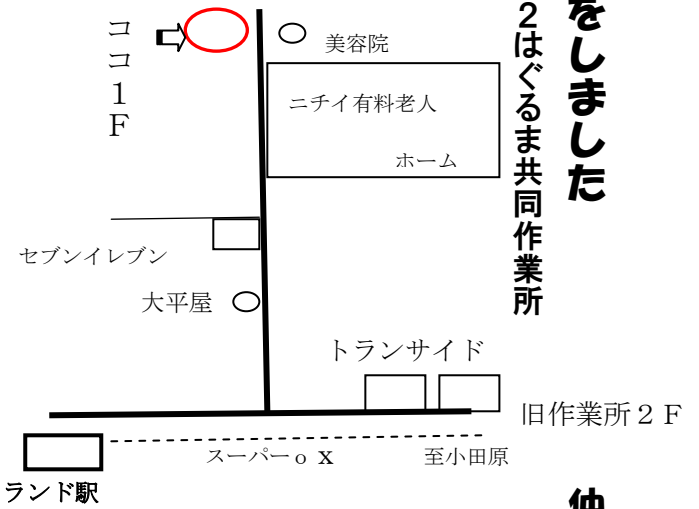 をしました
2はぐるま共同作業所
ココ1F
美容院
ニチイ有料老人
ホーム
セブンイレブン
大平屋
トランサイド
旧作業所2F
スーパーoX
至小田原
ランド駅